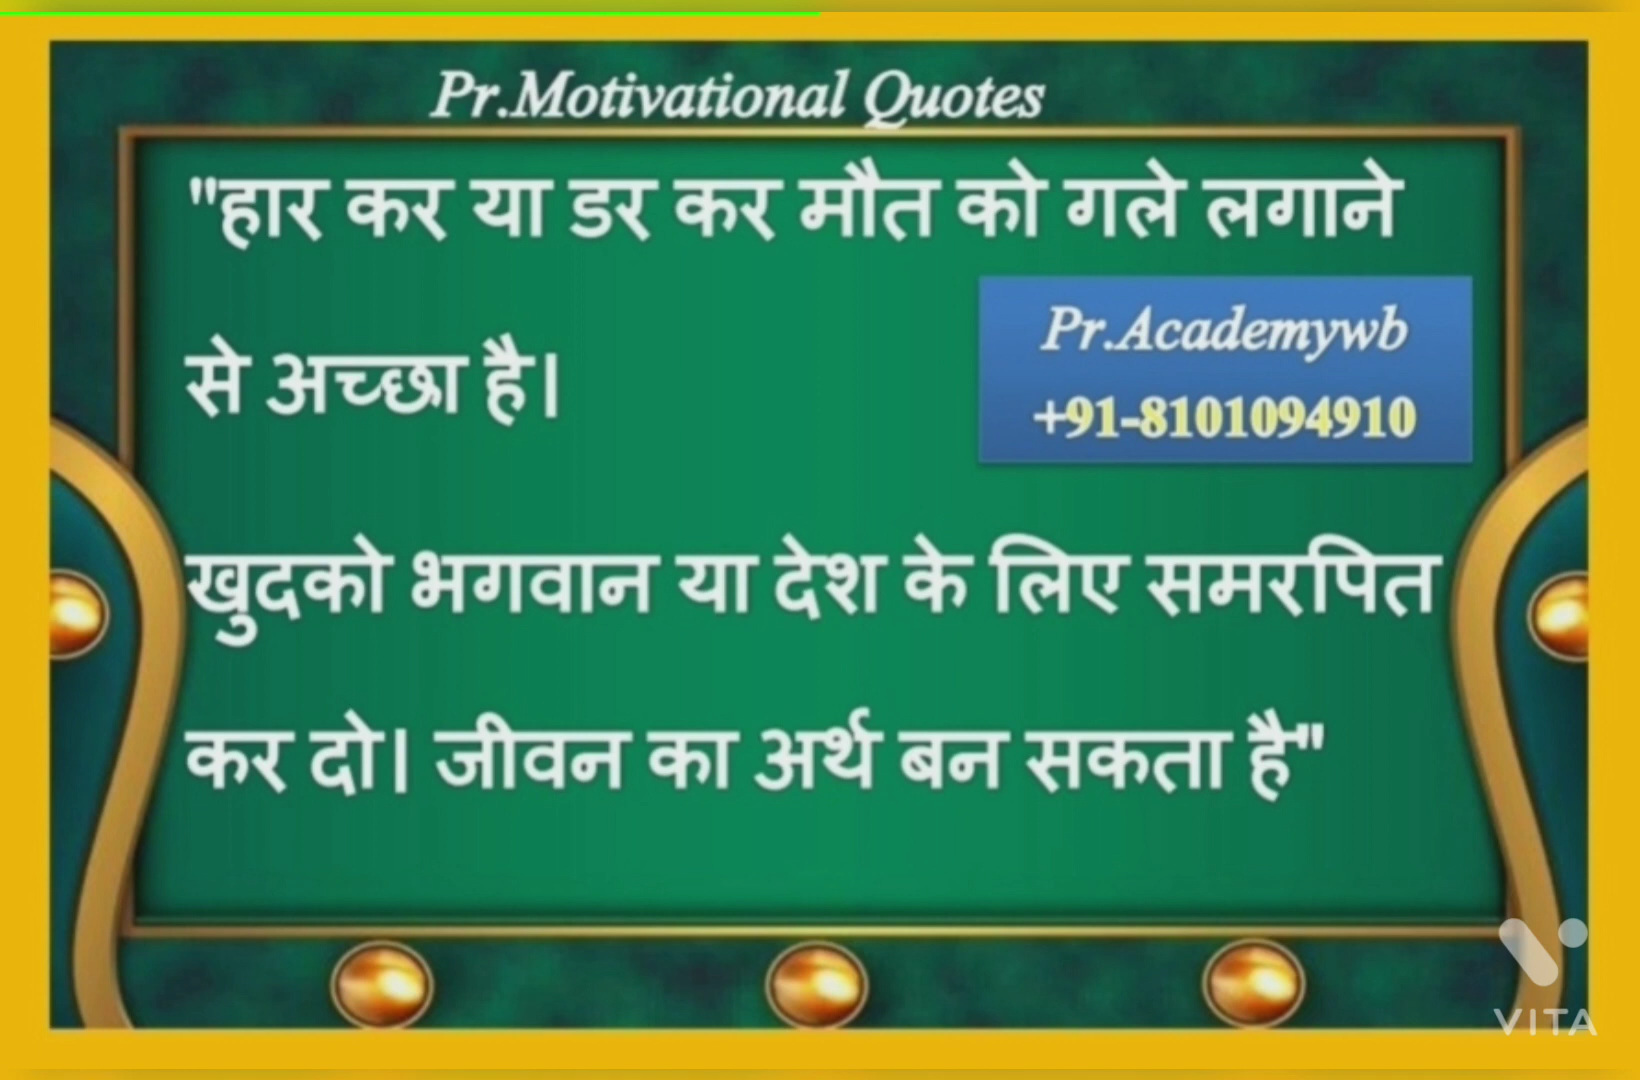 Pr.Motivational Quotes
"हार कर या डर कर मौत को गले लगाने
से अच्छा है।
Pr.Academywb
+91-8101094910
खुदको भगवान या देश के लिए समरपित
कर दो। जीवन का अर्थ बन सकता है"
VITA